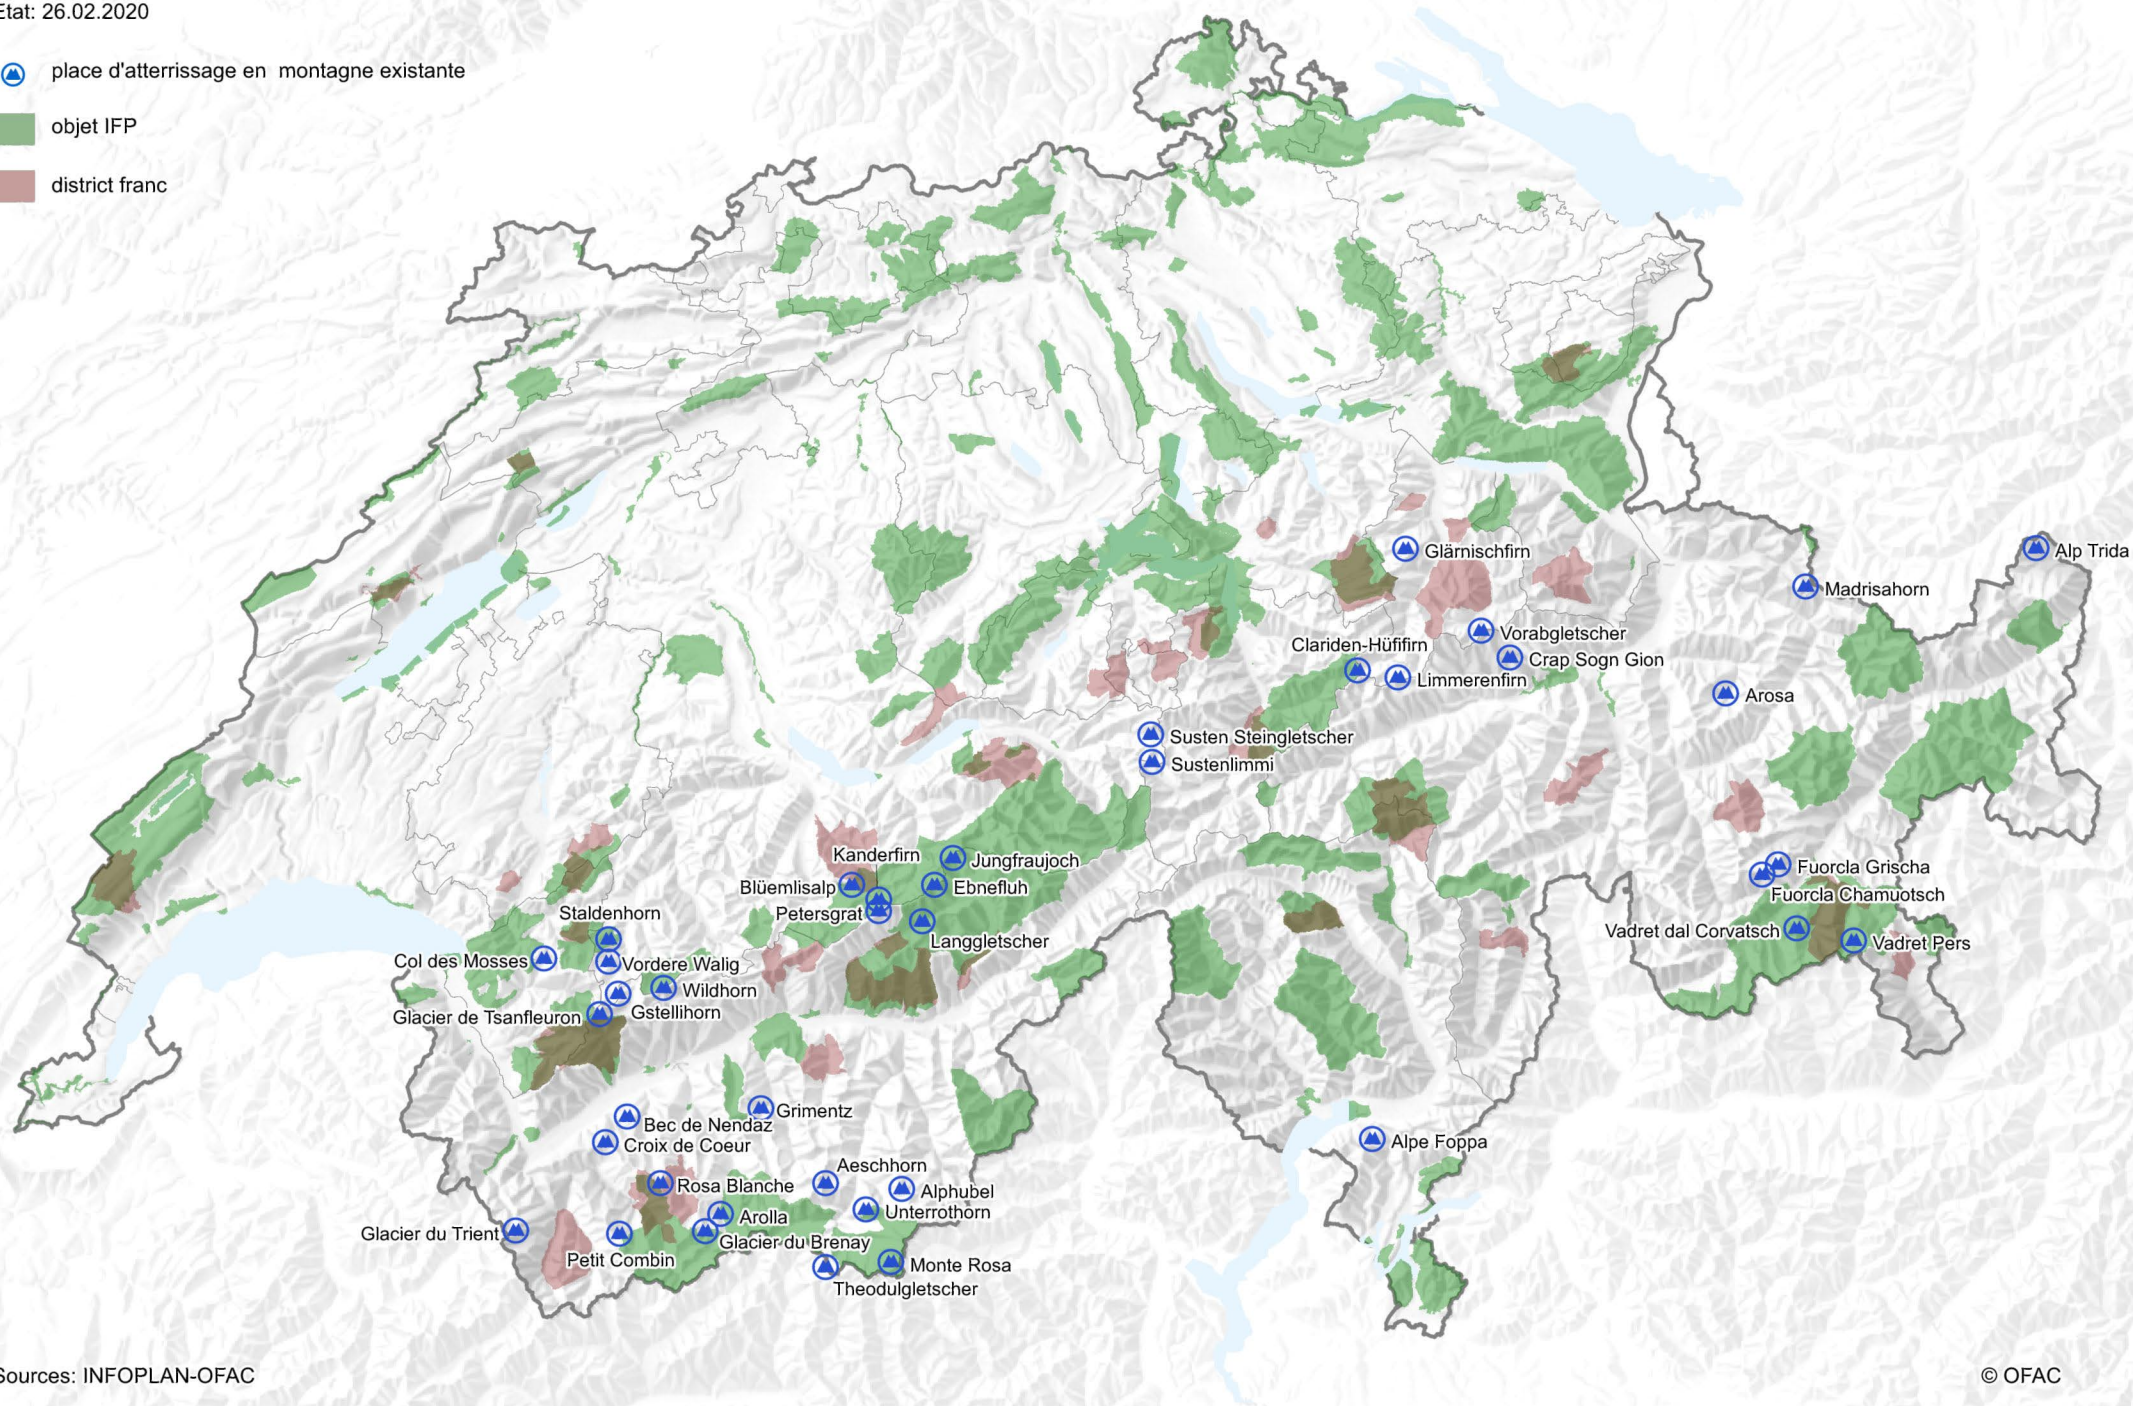 Etat: 26.02.2020
place d'atterrissage en montagne existante
objet IFP
district franc
Glärnischfirn
Alp Trida
Madrisahorn
Vorabgletscher
Clariden-Hüfifirn
Crap Sogn Gion
Limmerenfirn
Arosa
Susten Steingletscher
Sustenlimmi
Kanderfirn
Jungfraujoch
Fuorcla Grischa
Blüemlisalp
Ebnefluh
Fuorcla Chamuotsch
Staldenhorn
Petersgrat
Langgletscher
Vadret dal Corvatsch
Vadret Pers
Col des Mosses
Vordere Walig
Wildhorn
Glacier de Tsanfleuron
Gstellihorn
Grimentz
Bec de Nendaz
Croix de Coeur
Alpe Foppa
Aeschhorn
Rosa Blanche
Alphubel
Arolla
Unterrothorn
Glacier du Trient
Glacier du Brenay
Petit Combin
Monte Rosa
Theodulgletscher
Sources: INFOPLAN-OFAC
© OFAC